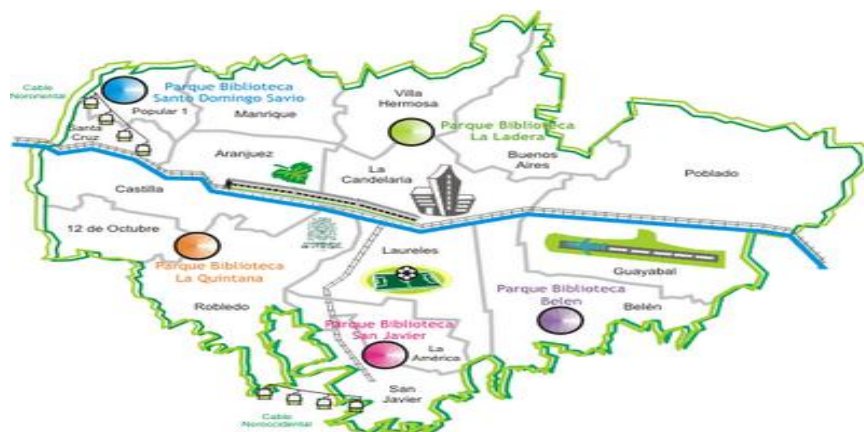 Cable
Nororiental
Parque Biblioteca
Santo Domingo Savio
Popular 1
Santa
Cruz
Manrique
Villa
Hermosa
Parque Biblioteca
La Ladera
Buenos
Aires
Poblado
Aranjuez
La
Candelaria
Castilla
12 de Octubre
Parque Biblioteca
La Quintana
Laureles
Guayabal
Robledo
Parque Biblioteca
Belen
Belén
Parque Biblioteca
San Javier
La
América
San
Javier
Cable
Noroccidental